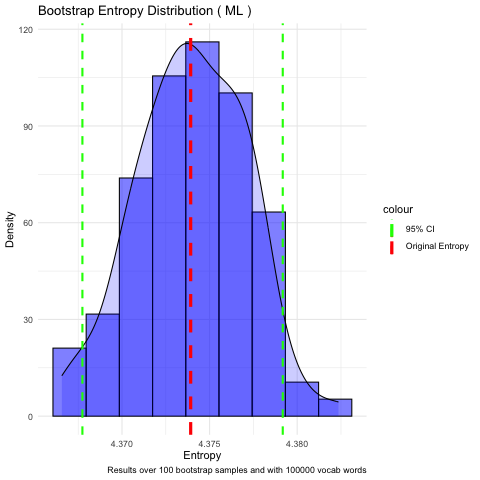 Bootstrap Entropy Distribution ( ML )
120
90
60
30
0
Density
4.370
4.375
4.380
Entropy
Results over 100 bootstrap samples and with 100000 vocab words
colour
95% CI
Original Entropy